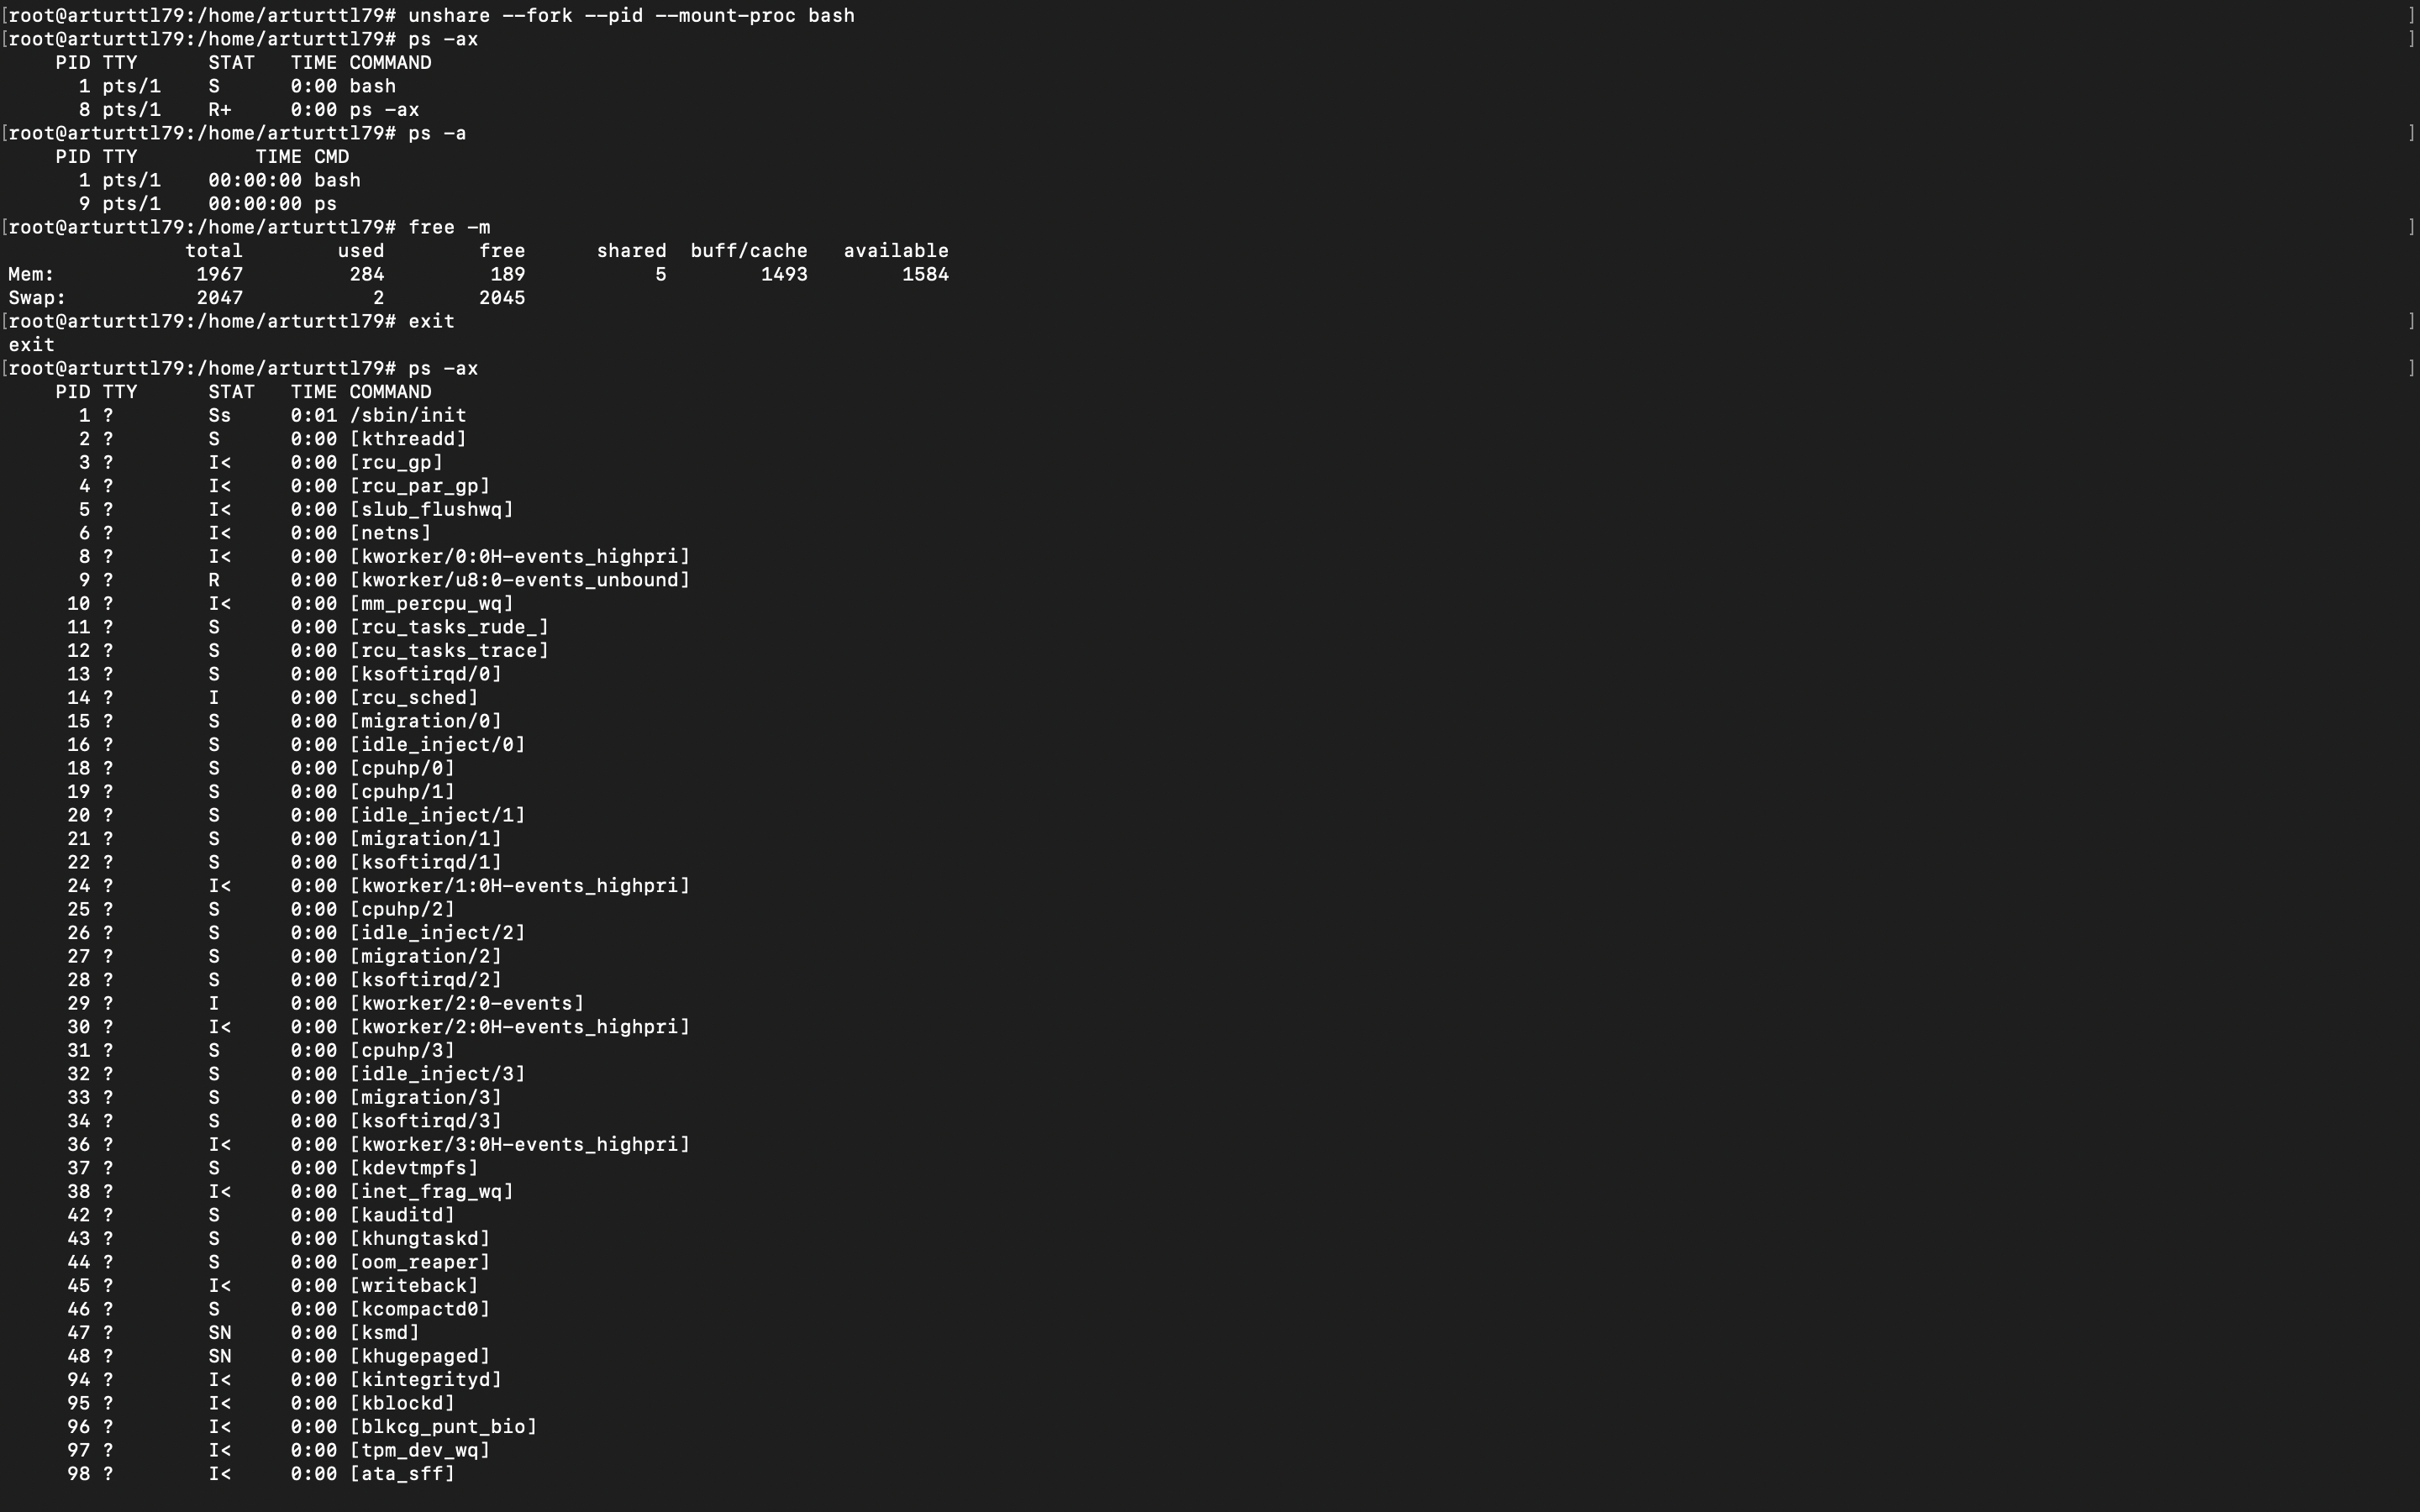 [root@arturttl79:/home/arturttl79# unshare --fork --pid --mount-proc bash ]
[root@arturttl79:/home/arturttl79# ps -ax ]
PID TTY STAT TIME COMMAND
1 pts/1 S 0:00 bash
8 pts/1 R+ 0:00 ps -ax
[root@arturttl79:/home/arturttl79# ps -a ]
PID TTY TIME CMD
1 pts/1 00:00:00 bash
9 pts/1 00:00:00 ps
[root@arturttl79:/home/arturttl79# free -m ]
total used free shared buff/cache available
Mem: 1967 284 189 5 1493 1584
Swap: 2047 2 2045
[root@arturttl79:/home/arturttl79# exit ]
exit
[root@arturttl79:/home/arturttl79# ps -ax ]
PID TTY STAT TIME COMMAND
1 ? Ss 0:01 /sbin/init
2 ? S 0:00 [kthreadd]
3 ? I< 0:00 [rcu_gp]
4 ? I< 0:00 [rcu_par_gp]
5 ? I< 0:00 [slub_flushwq]
6 ? I< 0:00 [netns]
8 ? I< 0:00 [kworker/0:0H-events_highpri]
9 ? R 0:00 [kworker/u8:0-events_unbound]
10 ? I< 0:00 [mm_percpu_wq]
11 ? S 0:00 [rcu_tasks_rude_]
12 ? S 0:00 [rcu_tasks_trace]
13 ? S 0:00 [ksoftirqd/0]
14 ? I 0:00 [rcu_sched]
15 ? S 0:00 [migration/0]
16 ? S 0:00 [idle_inject/0]
18 ? S 0:00 [cpuhp/0]
19 ? S 0:00 [cpuhp/1]
20 ? S 0:00 [idle_inject/1]
21 ? S 0:00 [migration/1]
22 ? S 0:00 [ksoftirqd/1]
24 ? I< 0:00 [kworker/1:0H-events_highpri]
25 ? S 0:00 [cpuhp/2]
26 ? S 0:00 [idle_inject/2]
27 ? S 0:00 [migration/2]
28 ? S 0:00 [ksoftirqd/2]
29 ? I 0:00 [kworker/2:0-events]
30 ? I< 0:00 [kworker/2:0H-events_highpri]
31 ? S 0:00 [cpuhp/3]
32 ? S 0:00 [idle_inject/3]
33 ? S 0:00 [migration/3]
34 ? S 0:00 [ksoftirqd/3]
36 ? I< 0:00 [kworker/3:0H-events_highpri]
37 ? S 0:00 [kdevtmpfs]
38 ? I< 0:00 [inet_frag_wq]
42 ? S 0:00 [kauditd]
43 ? S 0:00 [khungtaskd]
44 ? S 0:00 [oom_reaper]
45 ? I< 0:00 [writeback]
46 ? S 0:00 [kcompactd0]
47 ? SN 0:00 [ksmd]
48 ? SN 0:00 [khugepaged]
94 ? I< 0:00 [kintegrityd]
95 ? I< 0:00 [kblockd]
96 ? I< 0:00 [blkcg_punt_bio]
97 ? I< 0:00 [tpm_dev_wq]
98 ? I< 0:00 [ata_sff]